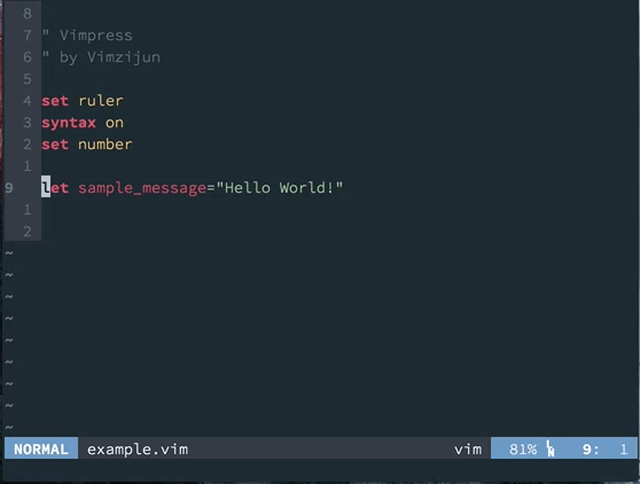 8
7 " Vimpress
6 " by Vimzijun
5
4 set ruler
3 syntax on
2 set number
1
9 let sample_message="Hello World!"
1
2
~
~
~
~
~
~
~
~
~
NORMAL example.vim vim 81% 9: 1